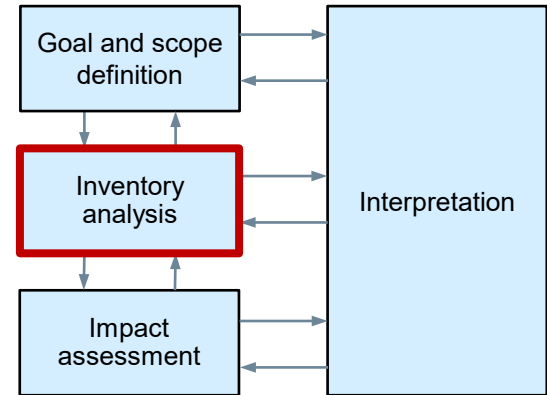 Goal and scope
definition
Inventory
analysis
Interpretation
Impact
assessment